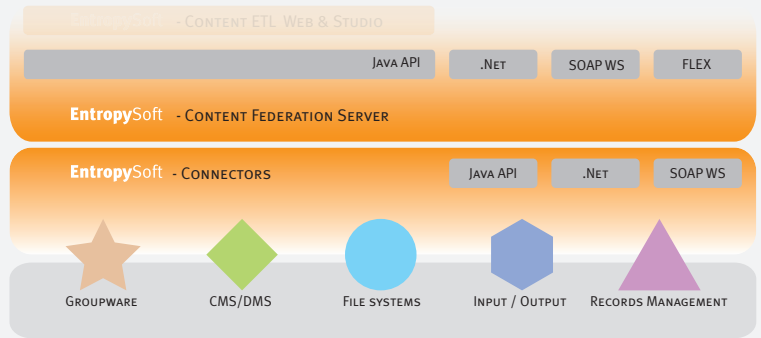 EntropySoft - Content ETL Web & Studio
Java API .Net SOAP WS FLEX
EntropySoft - Content Federation Server
EntropySoft - Connectors Java API .Net SOAP WS
Groupware CMS/DMS File systems Input / Output Records Management